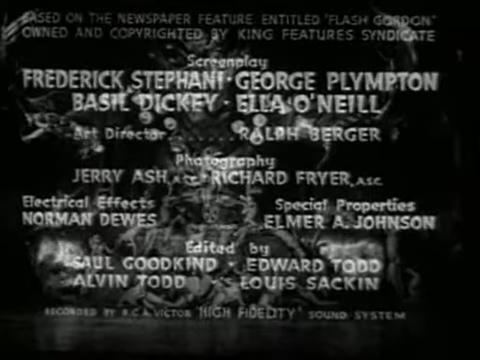 BASED ON THE NEWSPAPER FEATURE ENTITLED "FLASH GORDON"
OWNED AND COPYRIGHTED BY KING FEATURES SYNDICATE
Screenplay
FREDERICK STEPHANI · GEORGE PLYMPTON
BASIL DICKEY · ELLA O'NEILL
Art Director . . . . . . RALPH BERGER
Photography
JERRY ASH, A.S.C. · RICHARD FRYER, A.S.C.
Electrical Effects Special Properties
NORMAN DEWES ELMER A. JOHNSON
Edited by
SAUL GOODKIND · EDWARD TODD
ALVIN TODD · LOUIS SACKIN
RECORDED BY R.C.A. VICTOR "HIGH FIDELITY" SOUND SYSTEM